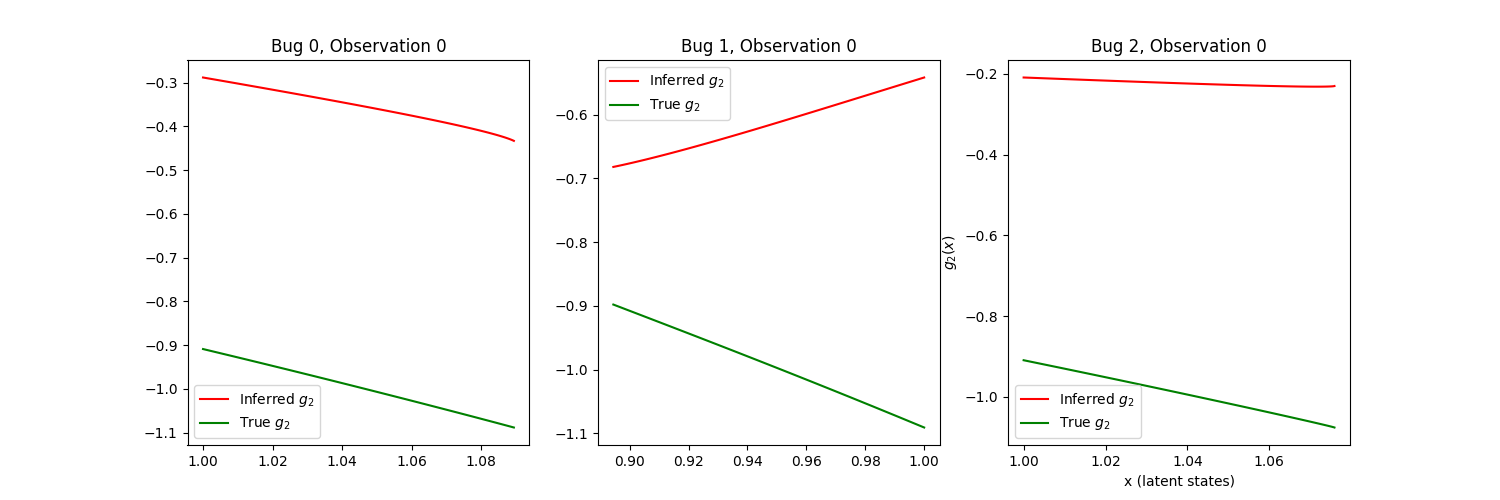 Bug 0, Observation 0
−0.3
−0.4
−0.5
−0.6
−0.7
−0.8
−0.9
−1.0
−1.1
Inferred g₂
True g₂
1.00 1.02 1.04 1.06 1.08
Bug 1, Observation 0
Inferred g₂
True g₂
−0.6
−0.7
−0.8
−0.9
−1.0
−1.1
0.90 0.92 0.94 0.96 0.98 1.00
Bug 2, Observation 0
g₂(x)
−0.2
−0.4
−0.6
−0.8
−1.0
Inferred g₂
True g₂
1.00 1.02 1.04 1.06
x (latent states)